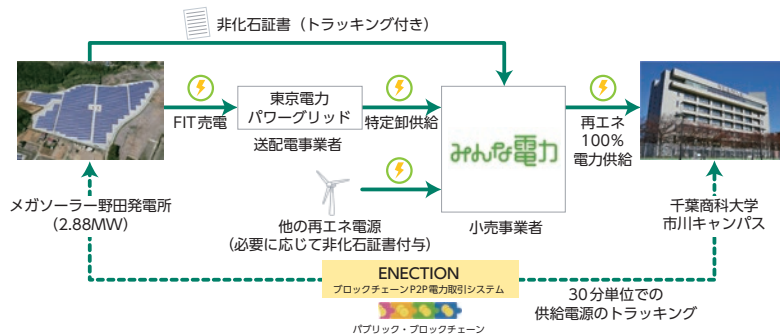 非化石証書（トラッキング付き）
FIT売電
東京電力
パワーグリッド
送配電事業者
特定卸供給
みんな電力
小売事業者
再エネ
100%
電力供給
メガソーラー野田発電所
（2.88MW）
他の再エネ電源
（必要に応じて非化石証書付与）
千葉商科大学
市川キャンパス
ENECTION
ブロックチェーンP2P電力取引システム
パブリック・ブロックチェーン
30分単位での
供給電源のトラッキング